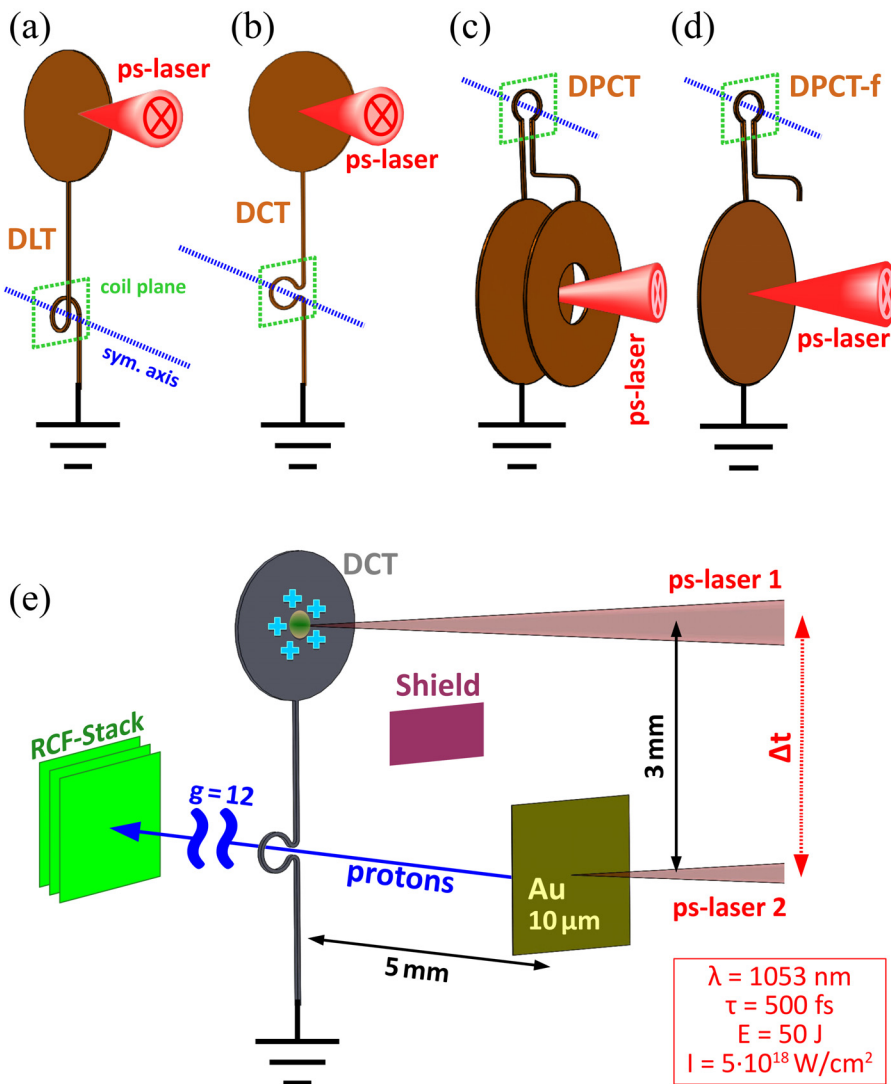 (a)
ps-laser
DLT
coil plane
sym. axis
(b)
ps-laser
DCT
(c)
DPCT
ps-laser
(d)
DPCT-f
ps-laser
(e)
DCT
ps-laser 1
Shield
RCF-Stack
3 mm
Δt
g = 12
protons
Au
10 µm
ps-laser 2
5 mm
λ = 1053 nm
τ = 500 fs
E = 50 J
I = 5·10¹⁸ W/cm²